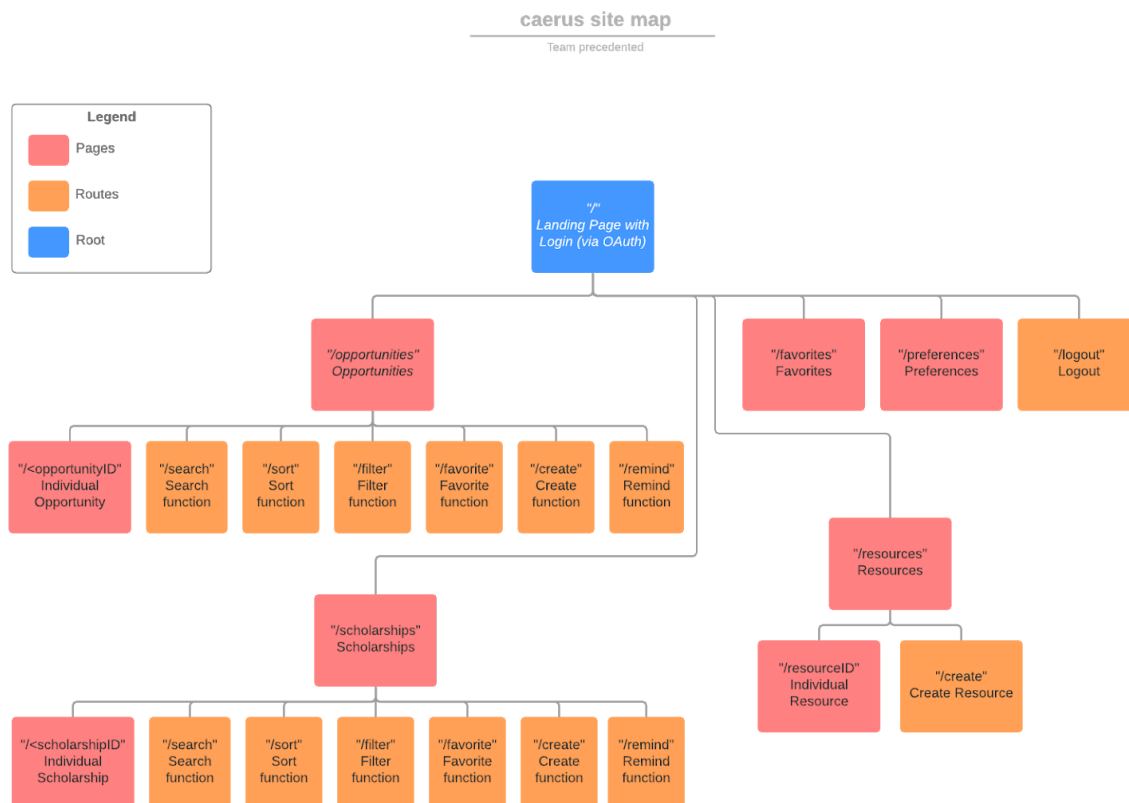 caerus site map
Team precedented
Legend
Pages
Routes
Root
"/"
Landing Page with
Login (via OAuth)
"/opportunities"
Opportunities
"/favorites"
Favorites
"/preferences"
Preferences
"/logout"
Logout
"/<opportunityID"
Individual
Opportunity
"/search"
Search
function
"/sort"
Sort
function
"/filter"
Filter
function
"/favorite"
Favorite
function
"/create"
Create
function
"/remind"
Remind
function
"/resources"
Resources
"/scholarships"
Scholarships
"/resourceID"
Individual
Resource
"/create"
Create Resource
"/<scholarshipID"
Individual
Scholarship
"/search"
Search
function
"/sort"
Sort
function
"/filter"
Filter
function
"/favorite"
Favorite
function
"/create"
Create
function
"/remind"
Remind
function